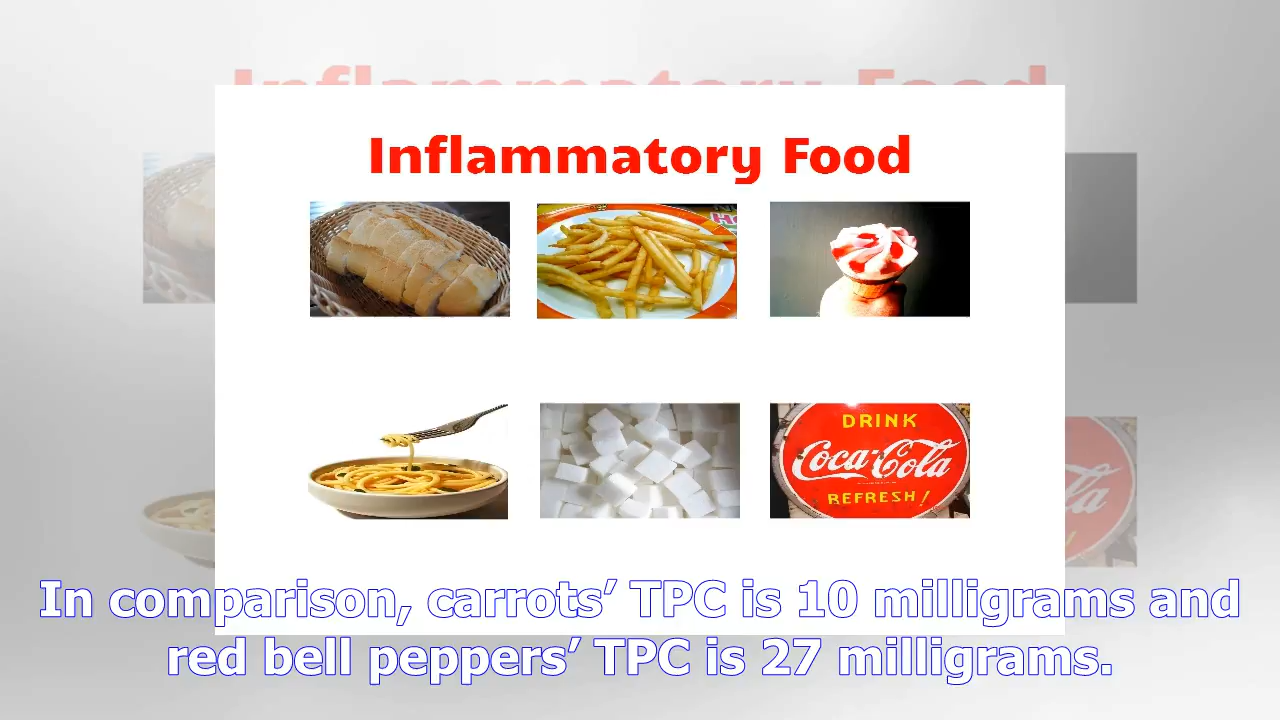 Inflammatory Food
DRINK
Coca-Cola
REFRESH!
In comparison, carrots’ TPC is 10 milligrams and
red bell peppers’ TPC is 27 milligrams.